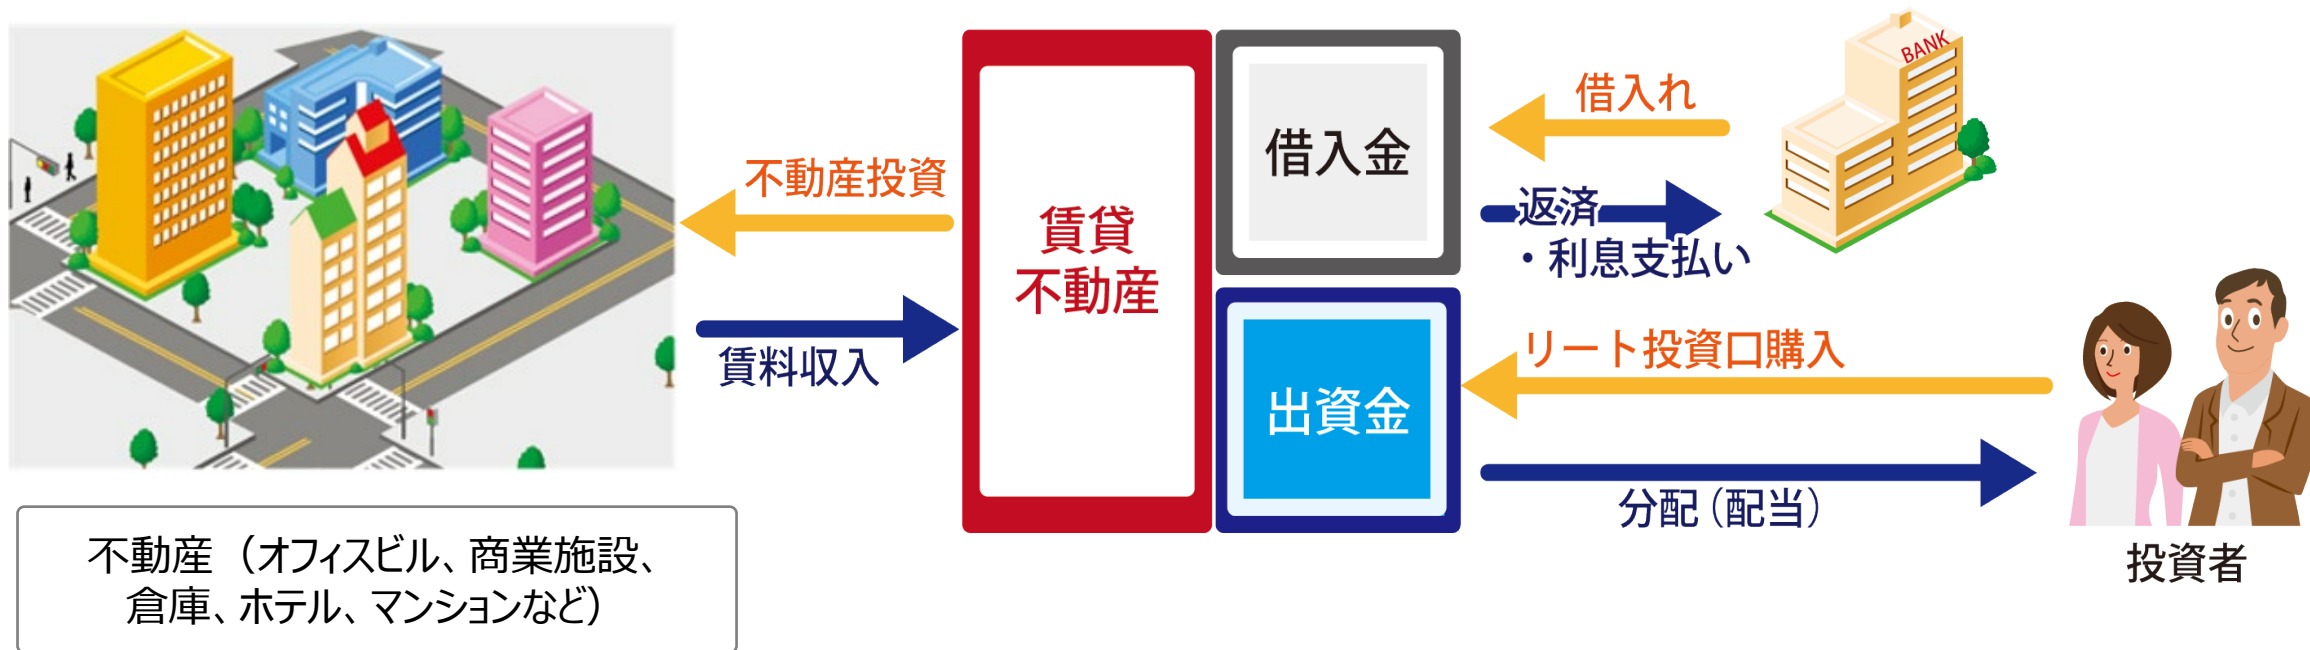 不動産投資
賃料収入
不動産（オフィスビル、商業施設、
倉庫、ホテル、マンションなど）
賃貸
不動産
借入金
出資金
借入れ
返済
・利息支払い
BANK
リート投資口購入
分配（配当）
投資者